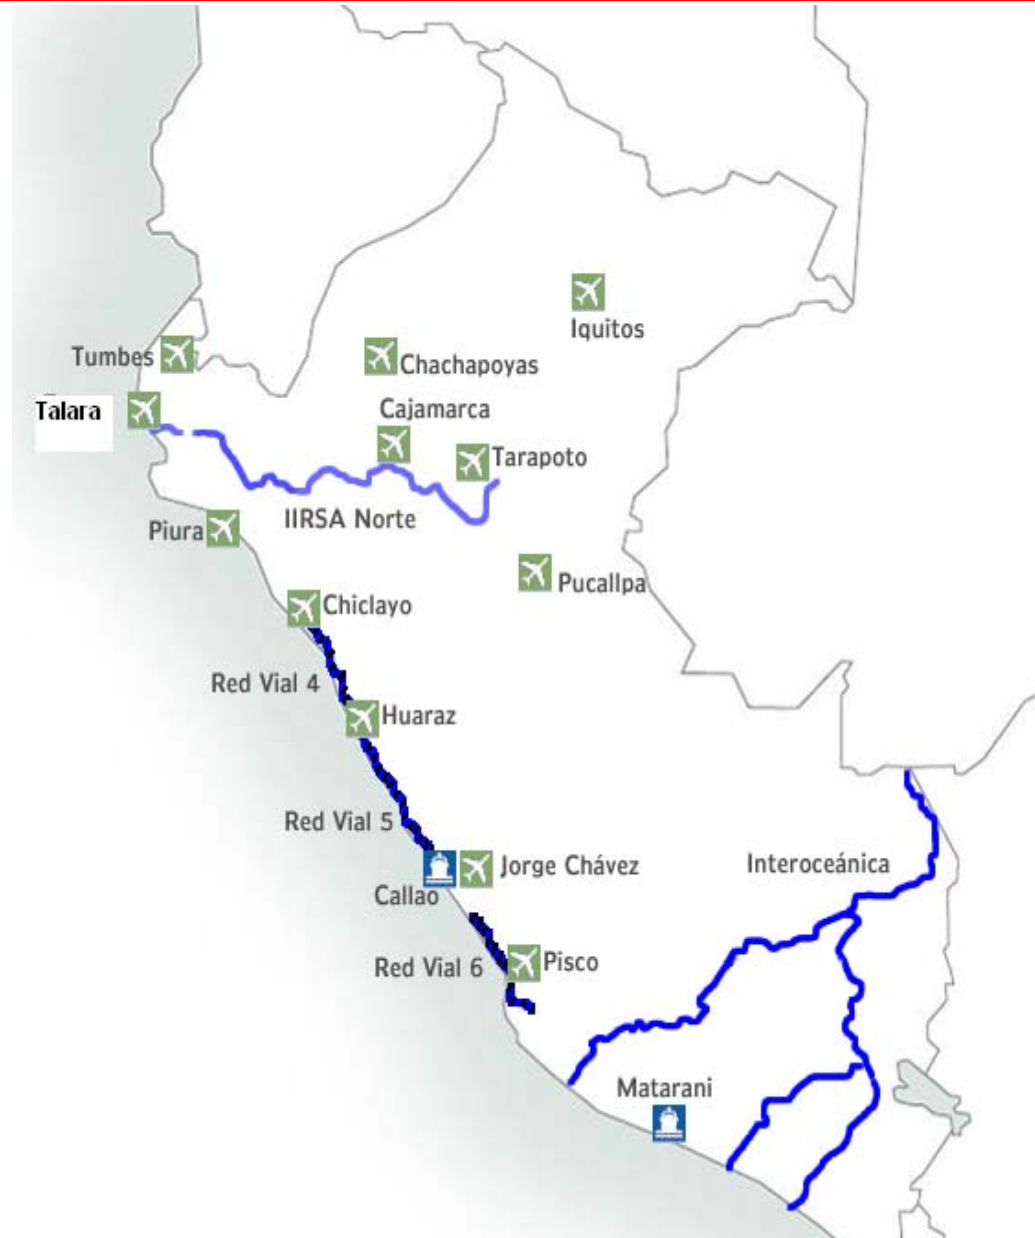 Iquitos
Tumbes
Chachapoyas
Talara
Cajamarca
Tarapoto
IIRSA Norte
Piura
Pucallpa
Chiclayo
Red Vial 4
Huaraz
Red Vial 5
Jorge Chávez
Interoceánica
Callao
Red Vial 6
Pisco
Matarani